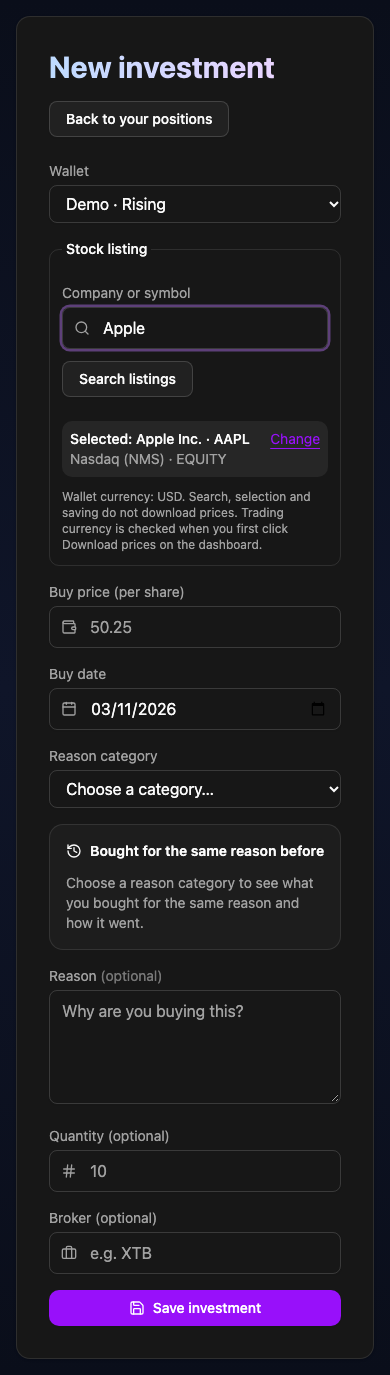 New investment
Back to your positions
Wallet
Demo · Rising
Stock listing
Company or symbol
Apple
Search listings
Selected: Apple Inc. · AAPL
Change
Nasdaq (NMS) · EQUITY
Wallet currency: USD. Search, selection and
saving do not download prices. Trading
currency is checked when you first click
Download prices on the dashboard.
Buy price (per share)
50.25
Buy date
03/11/2026
Reason category
Choose a category...
Bought for the same reason before
Choose a reason category to see what
you bought for the same reason and
how it went.
Reason (optional)
Why are you buying this?
Quantity (optional)
10
Broker (optional)
e.g. XTB
Save investment